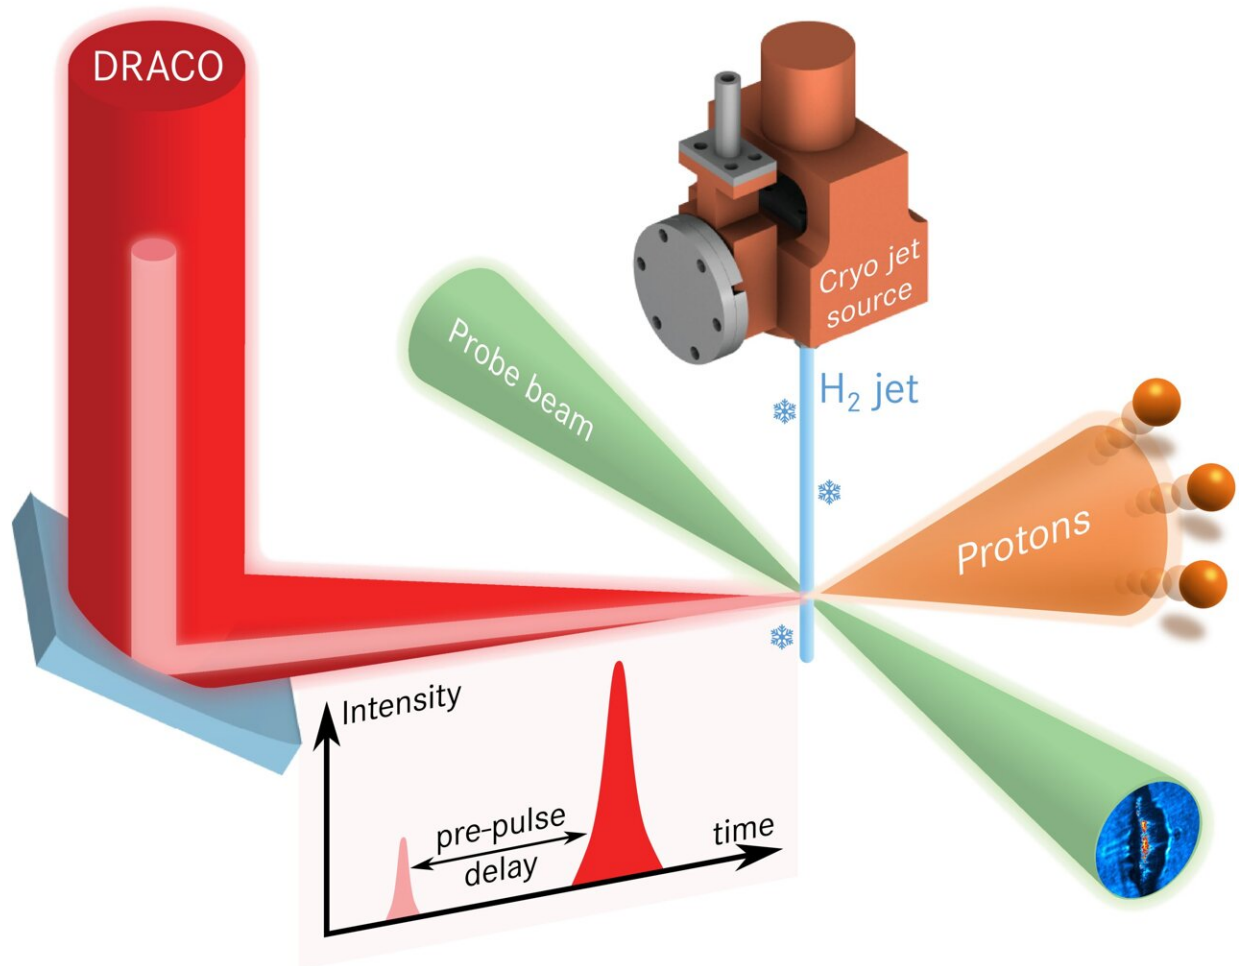 DRACO
Cryo jet
source
Probe beam
H₂ jet
Protons
Intensity
pre-pulse
delay
time